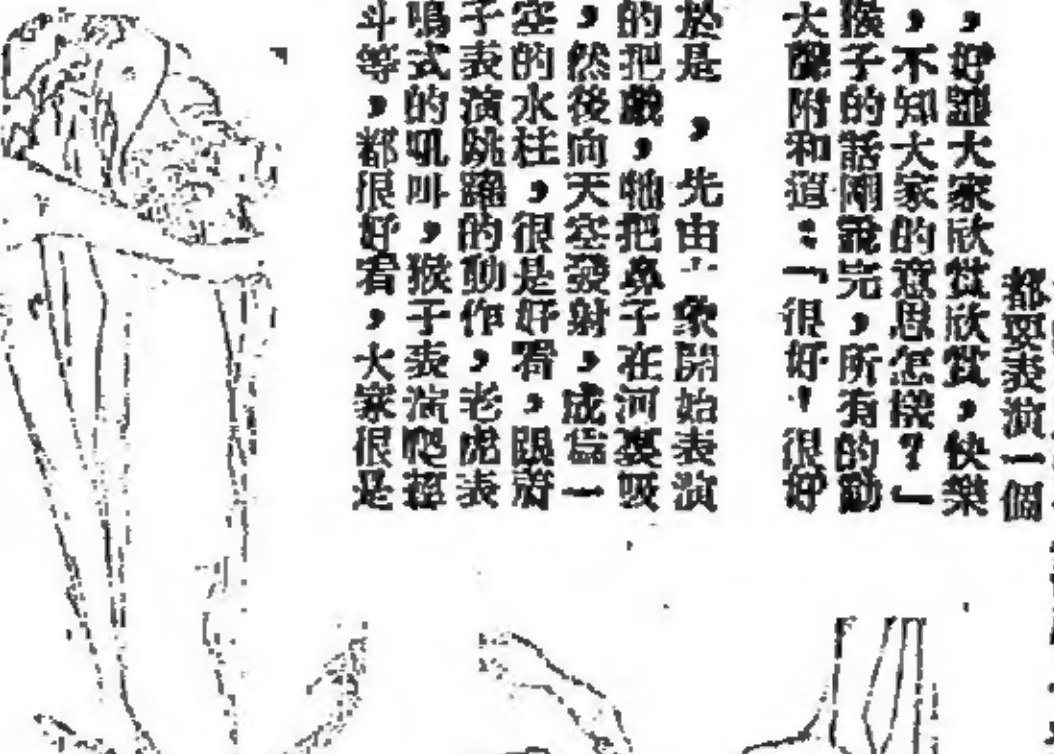 都要表演一個
，好讓大家欣賞欣賞，快樂
，不知大家的意思怎樣？」
猴子的話剛說完，所有的動
大聲附和道：「很好！很好
於是，先由象開始表演
的把戲，牠把鼻子在河裏吸
，然後向天空發射，成爲一
空的水柱，很是好看，跟着
子表演跳躍的動作，老虎表
鳴式的吼叫，猴子表演爬
斗等，都很好看，大家很是